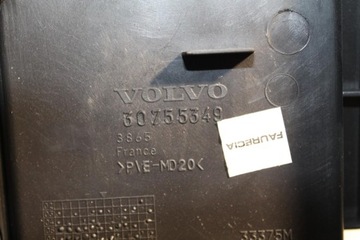 VOLVO
30755349
3865
France
>P\E-MD20<
FAURECIA
33375M